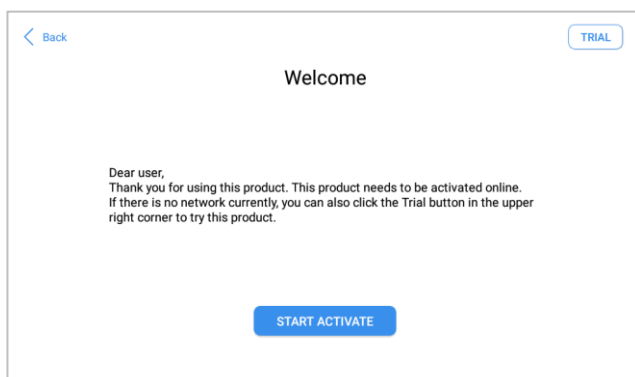 Back
TRIAL
Welcome
Dear user,
Thank you for using this product. This product needs to be activated online.
If there is no network currently, you can also click the Trial button in the upper
right corner to try this product.
START ACTIVATE